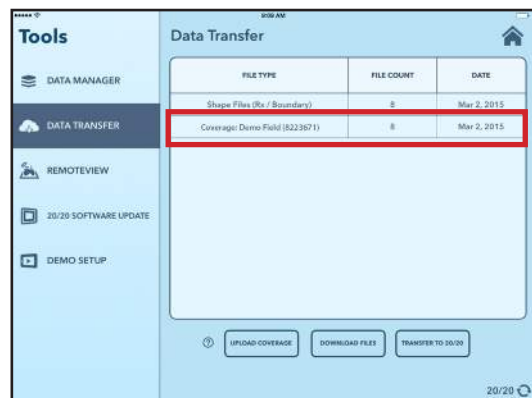 9:09 AM
Tools
Data Transfer
DATA MANAGER
DATA TRANSFER
REMOTEVIEW
20/20 SOFTWARE UPDATE
DEMO SETUP
FILE TYPE FILE COUNT DATE
Shape Files (Rx / Boundary) 8 Mar 2, 2015
Coverage: Demo Field (8223671) 8 Mar 2, 2015
? UPLOAD COVERAGE DOWNLOAD FILES TRANSFER TO 20/20
20/20